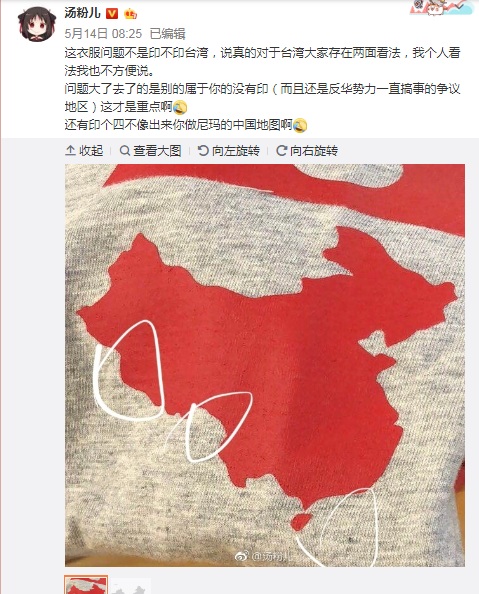 汤粉儿
5月14日 08:25 已编辑
这衣服问题不是印不印台湾，说真的对于台湾大家存在两面看法，我个人看
法我也不方便说。
问题大了去了的是别的属于你的没有印（而且还是反华势力一直搞事的争议
地区）这才是重点啊
还有印个四不像出来你做尼玛的中国地图啊
收起 查看大图 向左旋转 向右旋转
@汤粉儿